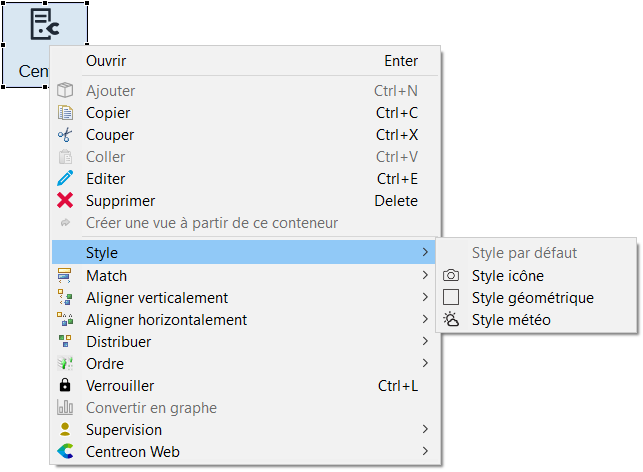 Cen
Ouvrir Enter
Ajouter Ctrl+N
Copier Ctrl+C
Couper Ctrl+X
Coller Ctrl+V
Editer Ctrl+E
Supprimer Delete
Créer une vue à partir de ce conteneur
Style
Match
Aligner verticalement
Aligner horizontalement
Distribuer
Ordre
Verrouiller Ctrl+L
Convertir en graphe
Supervision
Centreon Web
Style par défaut
Style icône
Style géométrique
Style météo